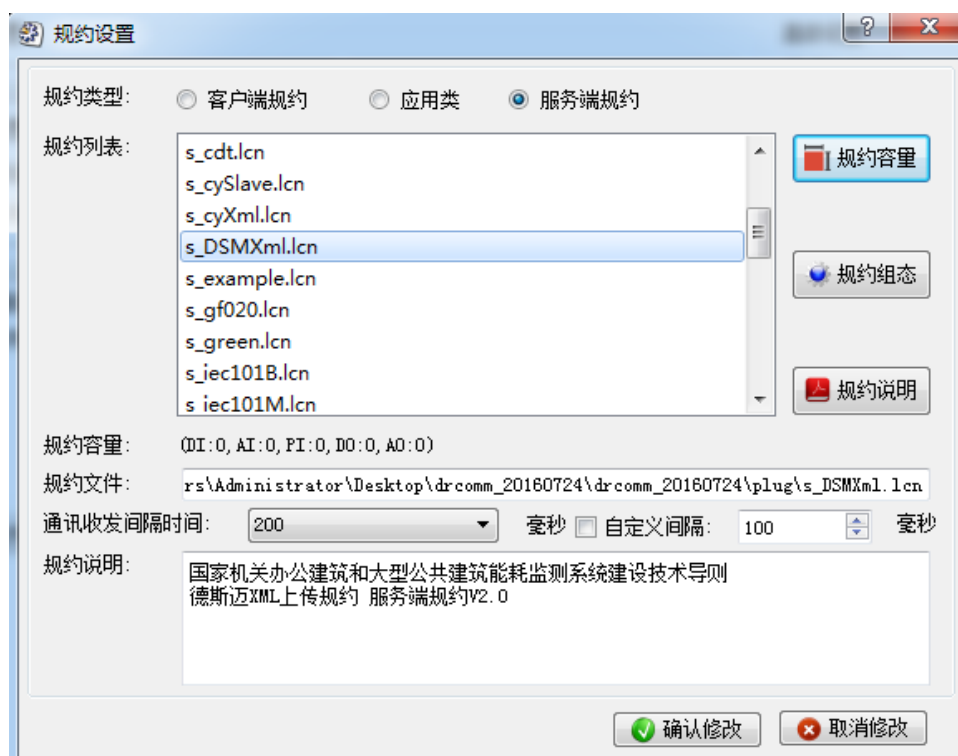 规约设置
规约类型: 客户端规约 应用类 服务端规约
规约列表:
s_cdt.lcn
s_cySlave.lcn
s_cyXml.lcn
s_DSMXml.lcn
s_example.lcn
s_gf020.lcn
s_green.lcn
s_iec101B.lcn
s_iec101M.lcn
规约容量
规约组态
规约说明
规约容量: (DI:0,AI:0,PI:0,DO:0,AO:0)
规约文件: rs\Administrator\Desktop\drcomm_20160724\drcomm_20160724\plug\s_DSMXml.lcn
通讯收发间隔时间: 200 毫秒 自定义间隔: 100 毫秒
规约说明:
国家机关办公建筑和大型公共建筑能耗监测系统建设技术导则
德斯迈XML上传规约 服务端规约V2.0
确认修改 取消修改